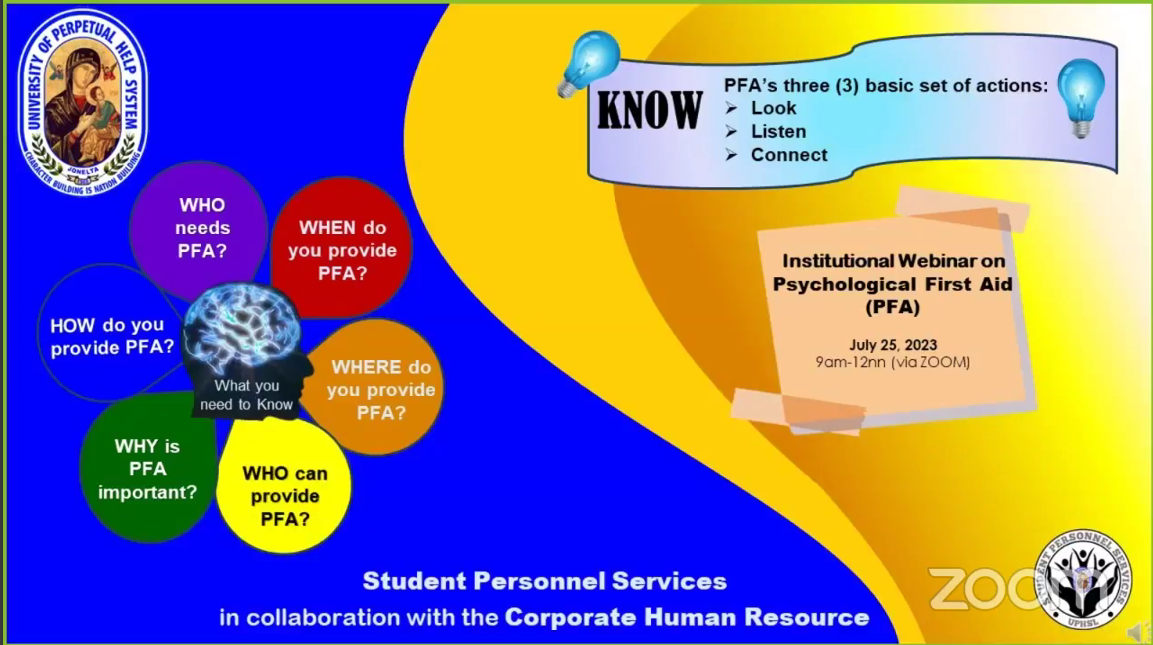 UNIVERSITY OF PERPETUAL HELP SYSTEM
JONELTA
CHARACTER BUILDING IS NATION BUILDING
KNOW
PFA's three (3) basic set of actions:
Look
Listen
Connect
WHO
needs
PFA?
WHEN do
you provide
PFA?
HOW do you
provide PFA?
What you
need to Know
WHERE do
you provide
PFA?
WHY is
PFA
important?
WHO can
provide
PFA?
Institutional Webinar on
Psychological First Aid
(PFA)
July 25, 2023
9am-12nn (via ZOOM)
Student Personnel Services
in collaboration with the Corporate Human Resource
zoom
STUDENT PERSONNEL SERVICES
UPHSL